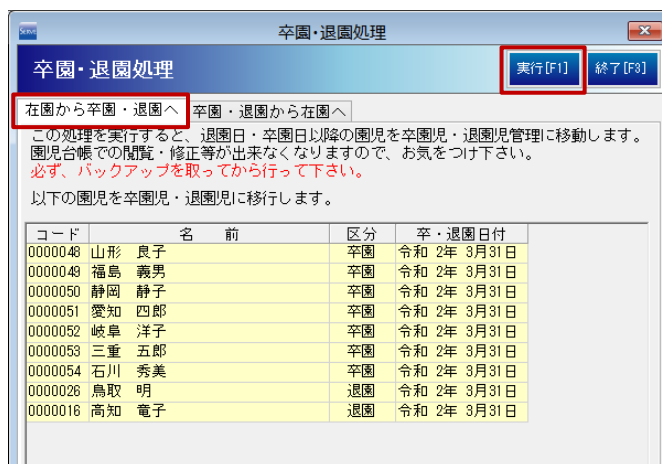 Serve
卒園・退園処理
卒園・退園処理
実行[F1]
終了[F3]
在園から卒園・退園へ
卒園・退園から在園へ
この処理を実行すると、退園日・卒園日以降の園児を卒園児・退園児管理に移動します。
園児台帳での閲覧・修正等が出来なくなりますので、お気をつけ下さい。
必ず、バックアップを取ってから行って下さい。
以下の園児を卒園児・退園児に移行します。
コード 名 前 区分 卒・退園日付
0000048 山形 良子 卒園 令和 2年 3月31日
0000049 福島 義男 卒園 令和 2年 3月31日
0000050 静岡 静子 卒園 令和 2年 3月31日
0000051 愛知 四郎 卒園 令和 2年 3月31日
0000052 岐阜 洋子 卒園 令和 2年 3月31日
0000053 三重 五郎 卒園 令和 2年 3月31日
0000054 石川 秀美 卒園 令和 2年 3月31日
0000026 鳥取 明 退園 令和 2年 3月31日
0000016 高知 竜子 退園 令和 2年 3月31日